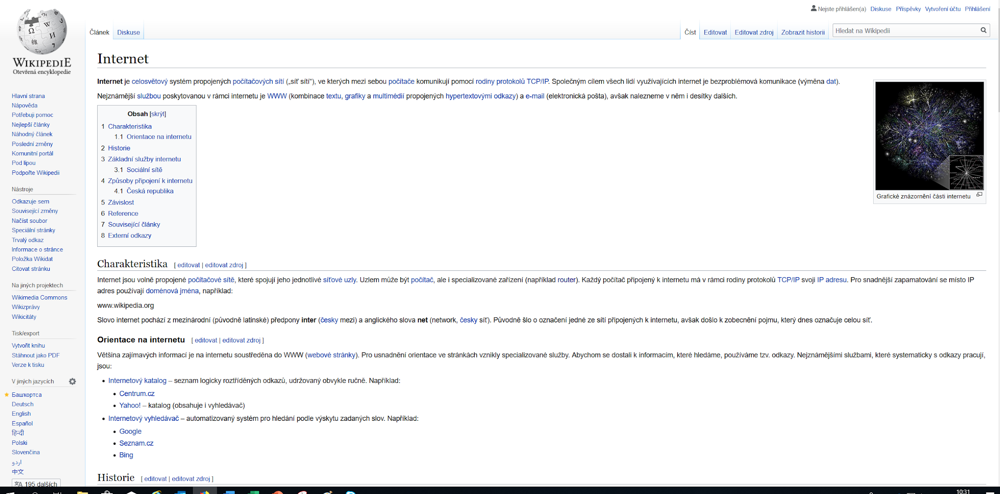 WIKIPEDIE
Otevřená encyklopedie
Nejste přihlášen(a) Diskuse Příspěvky Vytvoření účtu Přihlášení
Článek Diskuse
Číst Editovat Editovat zdroj Zobrazit historii Hledat na Wikipedii
Hlavní strana
Nápověda
Potřebuji pomoc
Nejlepší články
Náhodný článek
Poslední změny
Komunitní portál
Pod lípou
Podpořte Wikipedii
Nástroje
Odkazuje sem
Související změny
Načíst soubor
Speciální stránky
Trvalý odkaz
Informace o stránce
Položka Wikidat
Citovat stránku
Na jiných projektech
Wikimedia Commons
Wikizprávy
Wikicitáty
Tisk/export
Vytvořit knihu
Stáhnout jako PDF
Verze k tisku
V jiných jazycích
Башҡортса
Deutsch
English
Español
हिन्दी
Polski
Slovenčina
اردو
中文
195 dalších
Internet
Internet je celosvětový systém propojených počítačových sítí („síť sítí“), ve kterých mezi sebou počítače komunikují pomocí rodiny protokolů TCP/IP. Společným cílem všech lidí využívajících internet je bezproblémová komunikace (výměna dat).
Nejznámější službou poskytovanou v rámci internetu je WWW (kombinace textu, grafiky a multimédií propojených hypertextovými odkazy) a e-mail (elektronická pošta), avšak nalezneme v něm i desítky dalších.
Grafické znázornění části internetu
Obsah [skrýt]
1 Charakteristika
1.1 Orientace na internetu
2 Historie
3 Základní služby internetu
3.1 Sociální sítě
4 Způsoby připojení k internetu
4.1 Česká republika
5 Závislost
6 Reference
7 Související články
8 Externí odkazy
Charakteristika [ editovat | editovat zdroj ]
Internet jsou volně propojené počítačové sítě, které spojují jeho jednotlivé síťové uzly. Uzlem může být počítač, ale i specializované zařízení (například router). Každý počítač připojený k internetu má v rámci rodiny protokolů TCP/IP svoji IP adresu. Pro snadnější zapamatování se místo IP
adres používají doménová jména, například:
www.wikipedia.org
Slovo internet pochází z mezinárodní (původně latinské) předpony inter (česky mezi) a anglického slova net (network, česky síť). Původně šlo o označení jedné ze sítí připojených k internetu, avšak došlo k zobecnění pojmu, který dnes označuje celou síť.
Orientace na internetu [ editovat | editovat zdroj ]
Většina zajímavých informací je na internetu soustředěna do WWW (webové stránky). Pro usnadnění orientace ve stránkách vznikly specializované služby. Abychom se dostali k informacím, které hledáme, používáme tzv. odkazy. Nejznámějšími službami, které systematicky s odkazy pracují,
jsou:
• Internetový katalog – seznam logicky roztříděných odkazů, udržovaný obvykle ručně. Například:
• Centrum.cz
• Yahoo! – katalog (obsahuje i vyhledávač)
• Internetový vyhledávač – automatizovaný systém pro hledání podle výskytu zadaných slov. Například:
• Google
• Seznam.cz
• Bing
Historie [ editovat | editovat zdroj ]
10:31